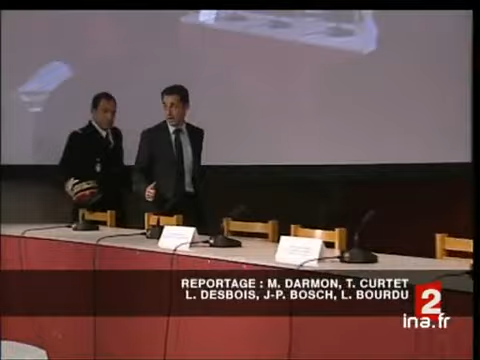 REPORTAGE : M. DARMON, T. CURTET
L. DESBOIS, J-P. BOSCH, L. BOURDU
2
ina.fr